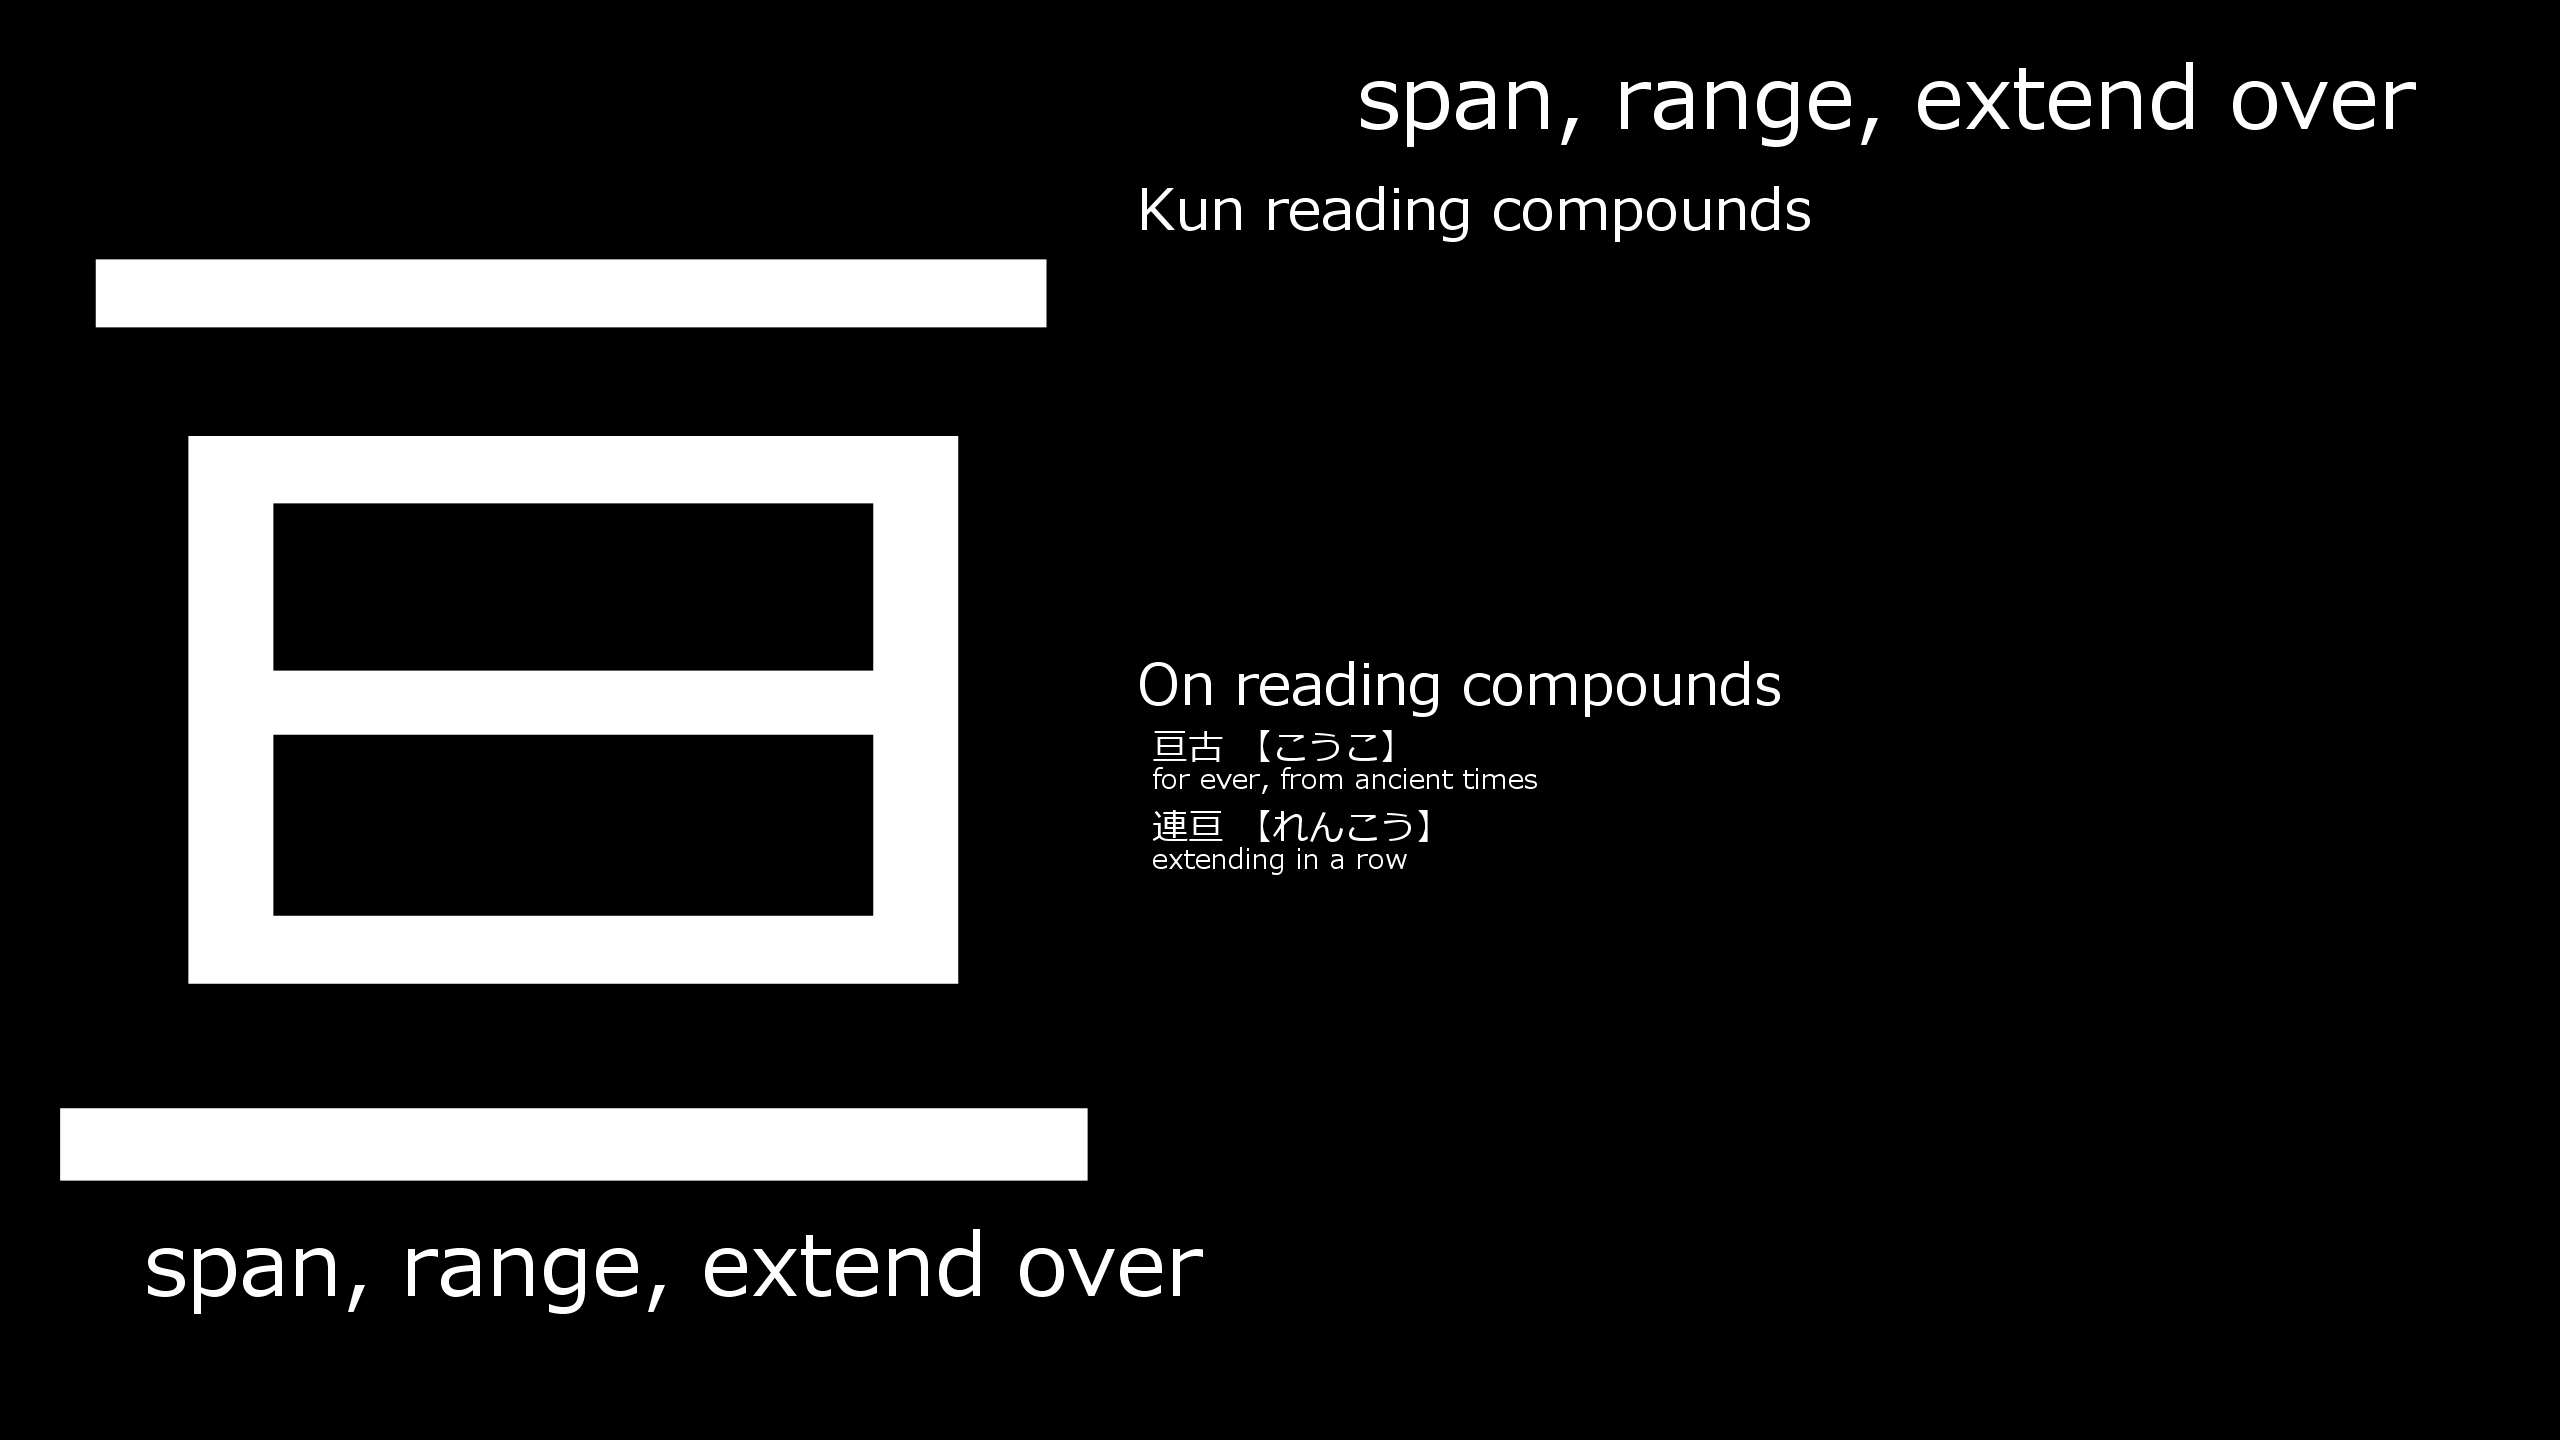 亘
span, range, extend over
span, range, extend over
Kun reading compounds
On reading compounds
亘古 【こうこ】
for ever, from ancient times
連亘 【れんこう】
extending in a row